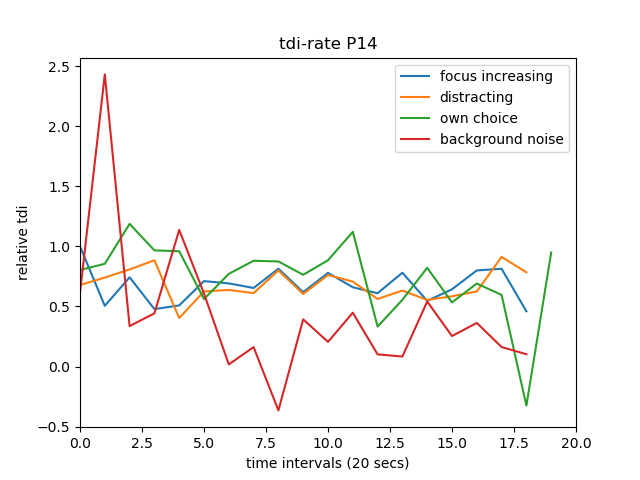 tdi-rate P14
focus increasing
distracting
own choice
background noise
relative tdi
2.5
2.0
1.5
1.0
0.5
0.0
−0.5
0.0 2.5 5.0 7.5 10.0 12.5 15.0 17.5 20.0
time intervals (20 secs)